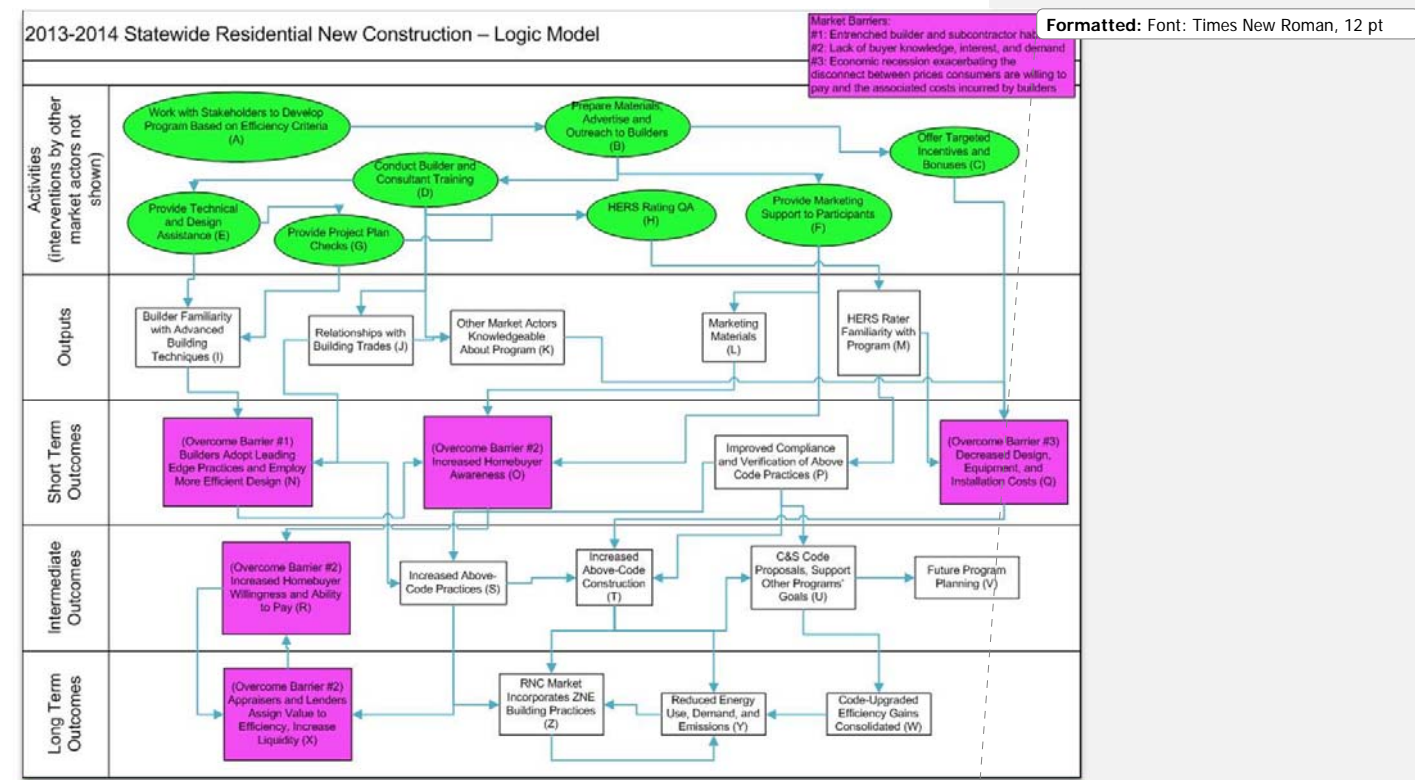 2013-2014 Statewide Residential New Construction – Logic Model
Market Barriers:
#1: Entrenched builder and subcontractor
#2: Lack of buyer knowledge, interest, and demand
#3: Economic recession exacerbating the
disconnect between prices consumers are willing to
pay and the associated costs incurred by builders
Formatted: Font: Times New Roman, 12 pt
Activities
(interventions by other
market actors not
shown)
Work with Stakeholders to Develop
Program Based on Efficiency Criteria
(A)
Prepare Materials,
Advertise and
Outreach to Builders
(B)
Offer Targeted
Incentives and
Bonuses (C)
Conduct Builder and
Consultant Training
(D)
Provide Technical
and Design
Assistance (E)
Provide Project Plan
Checks (G)
HERS Rating QA
(H)
Provide Marketing
Support to Participants
(F)
Outputs
Builder Familiarity
with Advanced
Building
Techniques (I)
Relationships with
Building Trades (J)
Other Market Actors
Knowledgeable
About Program (K)
Marketing
Materials
(L)
HERS Rater
Familiarity with
Program (M)
Short Term
Outcomes
(Overcome Barrier #1)
Builders Adopt Leading
Edge Practices and Employ
More Efficient Design (N)
(Overcome Barrier #2)
Increased Homebuyer
Awareness (O)
Improved Compliance
and Verification of Above
Code Practices (P)
(Overcome Barrier #3)
Decreased Design,
Equipment, and
Installation Costs (Q)
Intermediate
Outcomes
(Overcome Barrier #2)
Increased Homebuyer
Willingness and Ability
to Pay (R)
Increased Above-
Code Practices (S)
Increased
Above-Code
Construction
(T)
C&S Code
Proposals, Support
Other Programs'
Goals (U)
Future Program
Planning (V)
Long Term
Outcomes
(Overcome Barrier #2)
Appraisers and Lenders
Assign Value to
Efficiency, Increase
Liquidity (X)
RNC Market
Incorporates ZNE
Building Practices
(Z)
Reduced Energy
Use, Demand, and
Emissions (Y)
Code-Upgraded
Efficiency Gains
Consolidated (W)